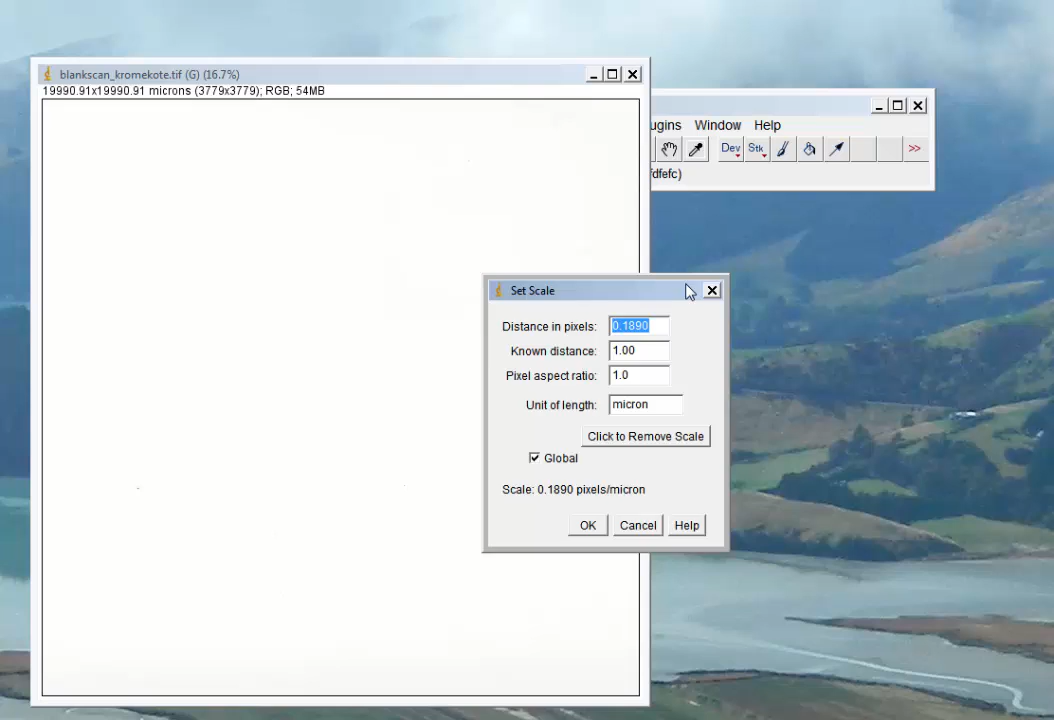 blankscan_kromekote.tif (G) (16.7%)
19990.91x19990.91 microns (3779x3779); RGB; 54MB
ugins Window Help
Dev Stk >>
fdfefc)
Set Scale
Distance in pixels: 0.1890
Known distance: 1.00
Pixel aspect ratio: 1.0
Unit of length: micron
Click to Remove Scale
Global
Scale: 0.1890 pixels/micron
OK Cancel Help